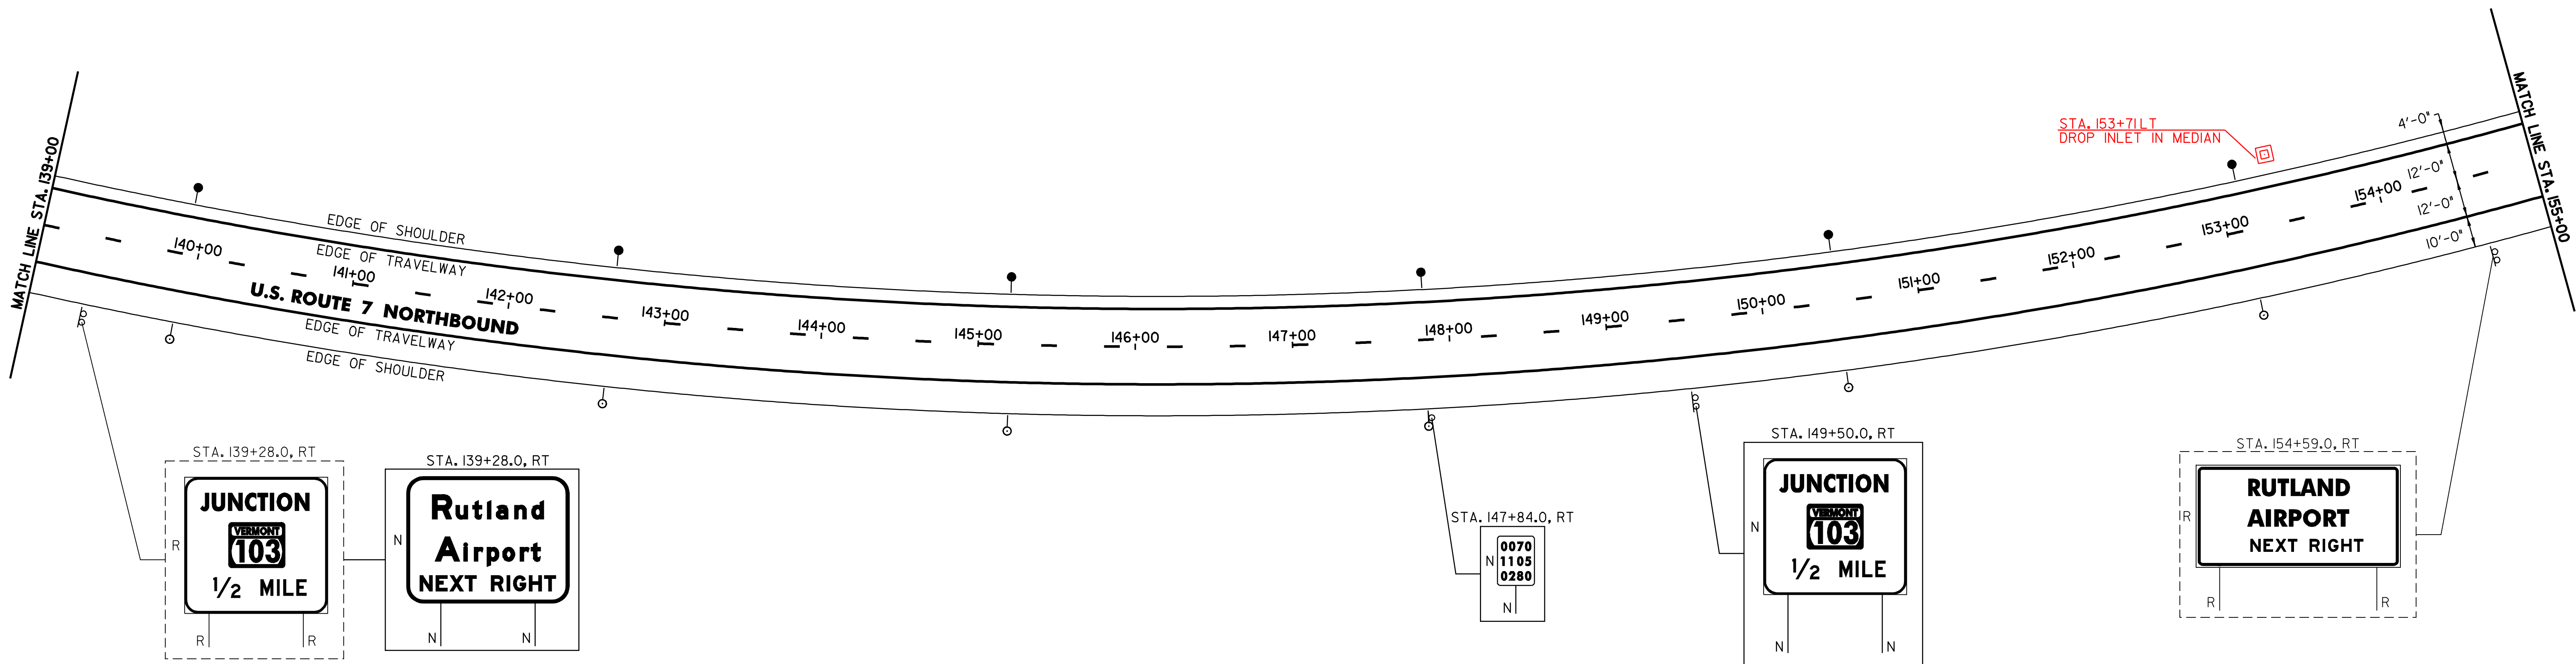 MATCH LINE STA. 139+00
MATCH LINE STA. 155+00
STA. 153+71 LT
DROP INLET IN MEDIAN
4'-0"
12'-0"
12'-0"
10'-0"
EDGE OF SHOULDER
EDGE OF TRAVELWAY
140+00
141+00
142+00
143+00
144+00
145+00
146+00
147+00
148+00
149+00
150+00
151+00
152+00
153+00
154+00
U.S. ROUTE 7 NORTHBOUND
EDGE OF TRAVELWAY
EDGE OF SHOULDER
STA. 139+28.0, RT
R
JUNCTION
VERMONT
103
1/2 MILE
R
R
STA. 139+28.0, RT
N
Rutland
Airport
NEXT RIGHT
N
N
STA. 147+84.0, RT
N
0070
1105
0280
N
STA. 149+50.0, RT
N
JUNCTION
VERMONT
103
1/2 MILE
N
N
STA. 154+59.0, RT
R
RUTLAND
AIRPORT
NEXT RIGHT
R
R